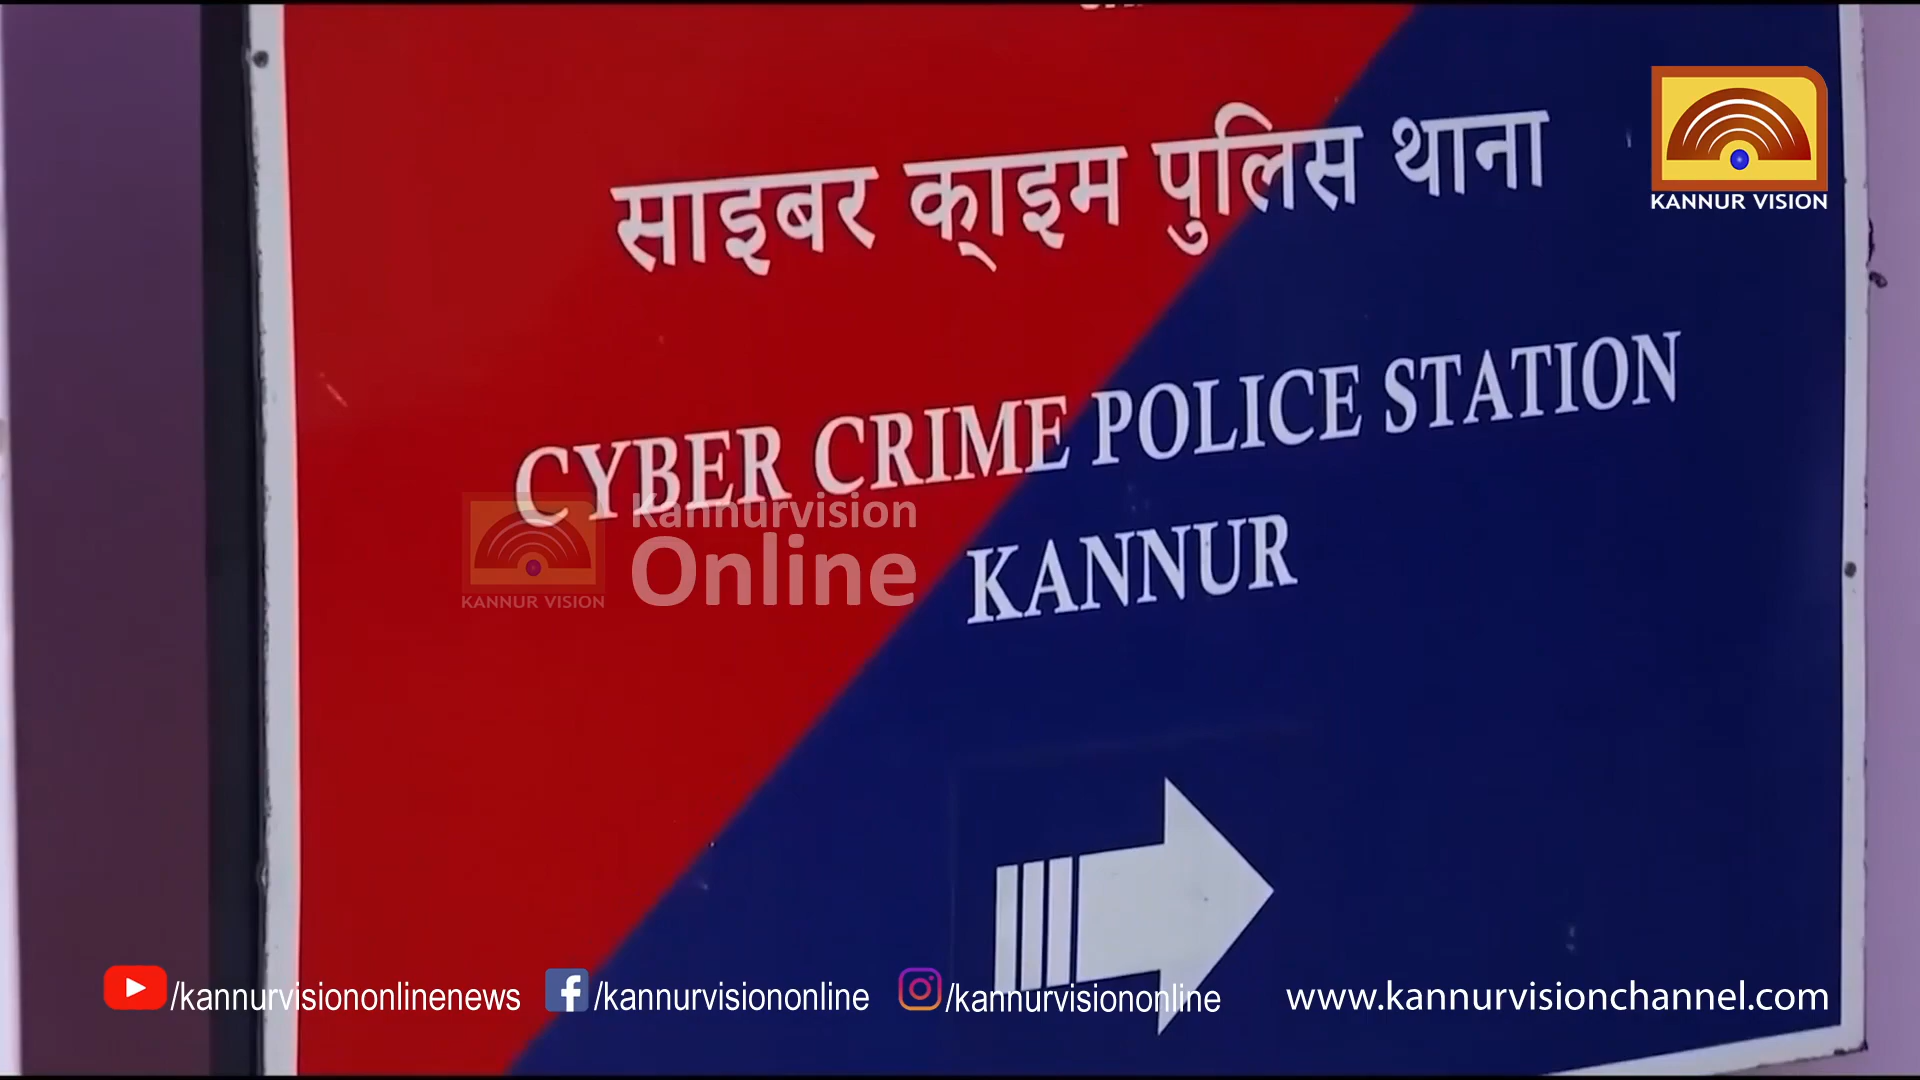 साइबर क्राइम पुलिस थाना
KANNUR VISION
CYBER CRIME POLICE STATION
KANNUR
Kannurvision
Online
KANNUR VISION
/kannurvisiononlinenews
/kannurvisiononline
/kannurvisiononline
www.kannurvisionchannel.com